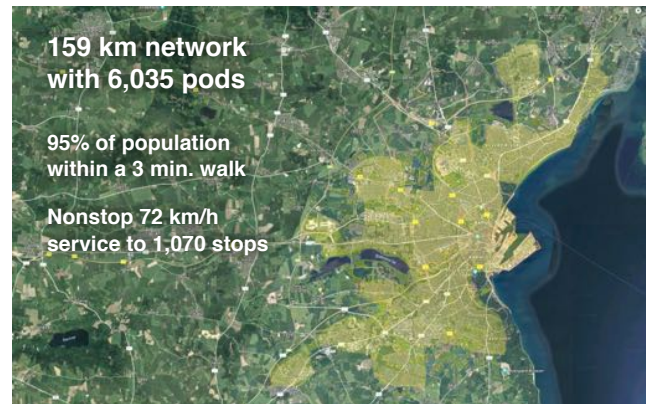 159 km network
with 6,035 pods
95% of population
within a 3 min. walk
Nonstop 72 km/h
service to 1,070 stops